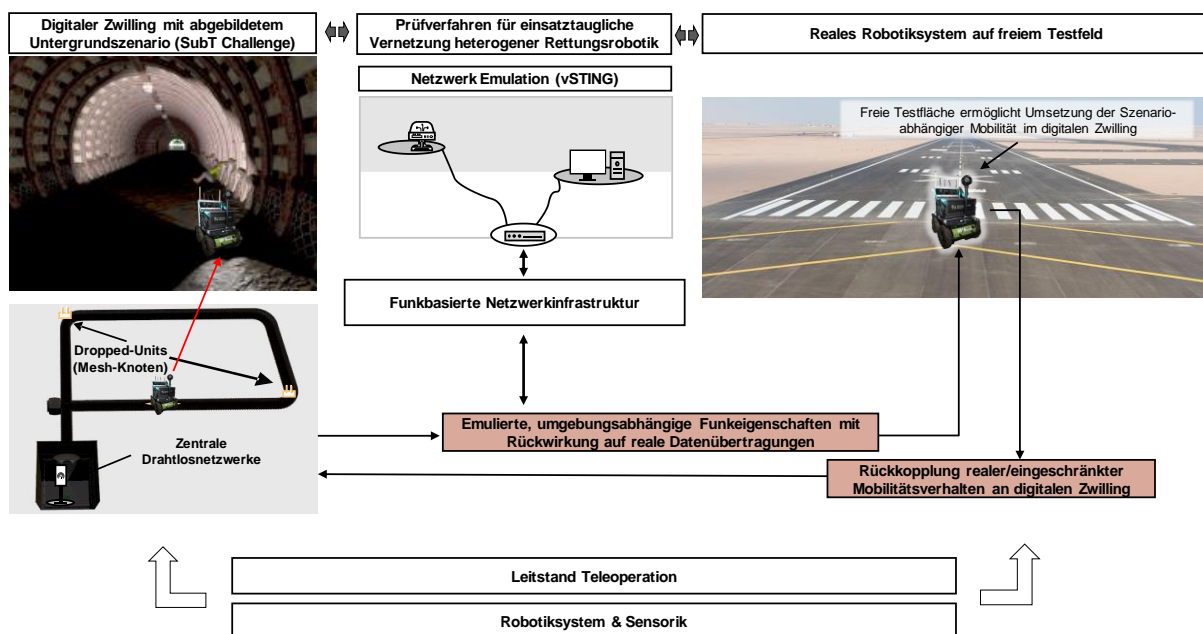 Digitaler Zwilling mit abgebildetem
Untergrundszenario (SubT Challenge)
Prüfverfahren für einsatztaugliche
Vernetzung heterogener Rettungsrobotik
Reales Robotiksystem auf freiem Testfeld
Netzwerk Emulation (vSTING)
Freie Testfläche ermöglicht Umsetzung der Szenario-
abhängiger Mobilität im digitalen Zwilling
Funkbasierte Netzwerkinfrastruktur
Dropped-Units
(Mesh-Knoten)
Zentrale
Drahtlosnetzwerke
Emulierte, umgebungsabhängige Funkeigenschaften mit
Rückwirkung auf reale Datenübertragungen
Rückkopplung realer/eingeschränkter
Mobilitätsverhalten an digitalen Zwilling
Leitstand Teleoperation
Robotiksystem & Sensorik